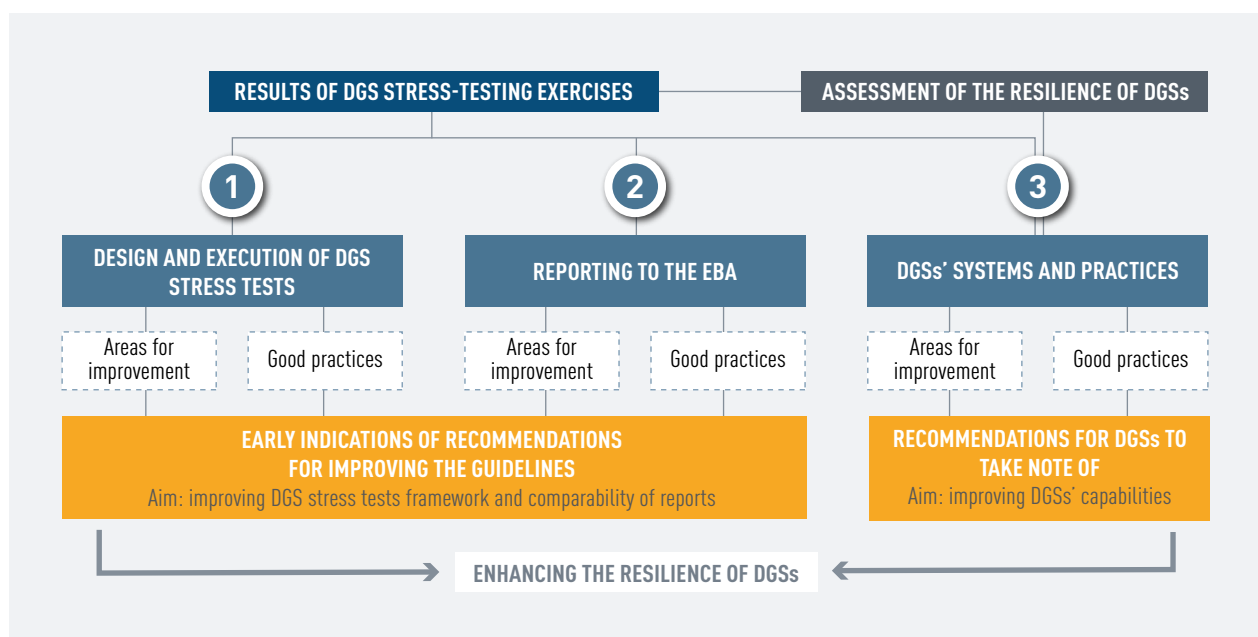 RESULTS OF DGS STRESS-TESTING EXERCISES
ASSESSMENT OF THE RESILIENCE OF DGSs
1
2
3
DESIGN AND EXECUTION OF DGS
STRESS TESTS
REPORTING TO THE EBA
DGSs' SYSTEMS AND PRACTICES
Areas for
improvement
Good practices
Areas for
improvement
Good practices
Areas for
improvement
Good practices
EARLY INDICATIONS OF RECOMMENDATIONS
FOR IMPROVING THE GUIDELINES
Aim: improving DGS stress tests framework and comparability of reports
RECOMMENDATIONS FOR DGSs TO
TAKE NOTE OF
Aim: improving DGSs' capabilities
ENHANCING THE RESILIENCE OF DGSs